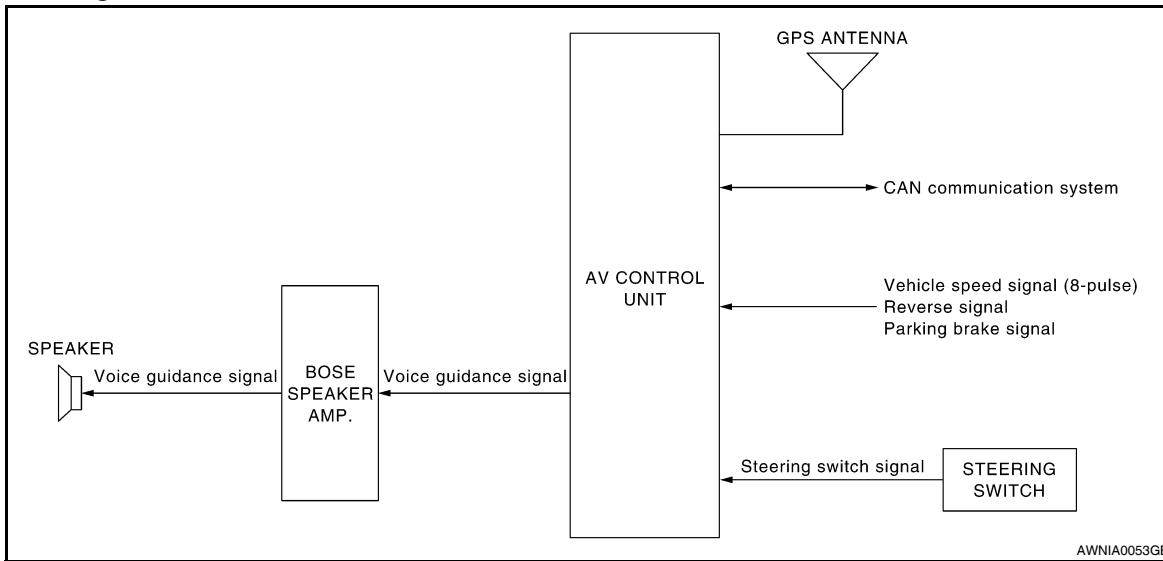 GPS ANTENNA
CAN communication system
AV CONTROL
UNIT
Vehicle speed signal (8-pulse)
Reverse signal
Parking brake signal
SPEAKER
Voice guidance signal
BOSE
SPEAKER
AMP.
Voice guidance signal
Steering switch signal
STEERING
SWITCH